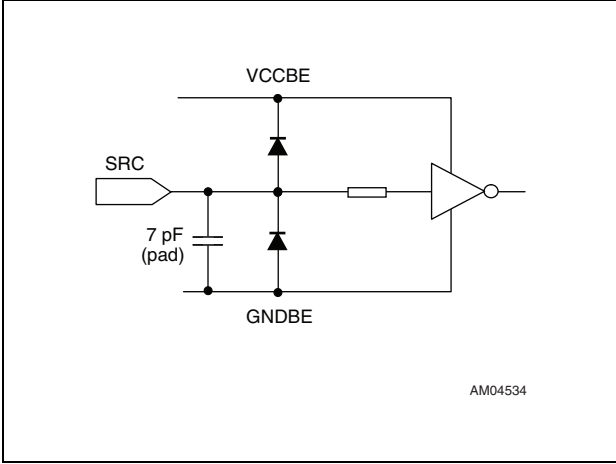 VCCBE
SRC
7 pF
(pad)
GNDBE
AM04534